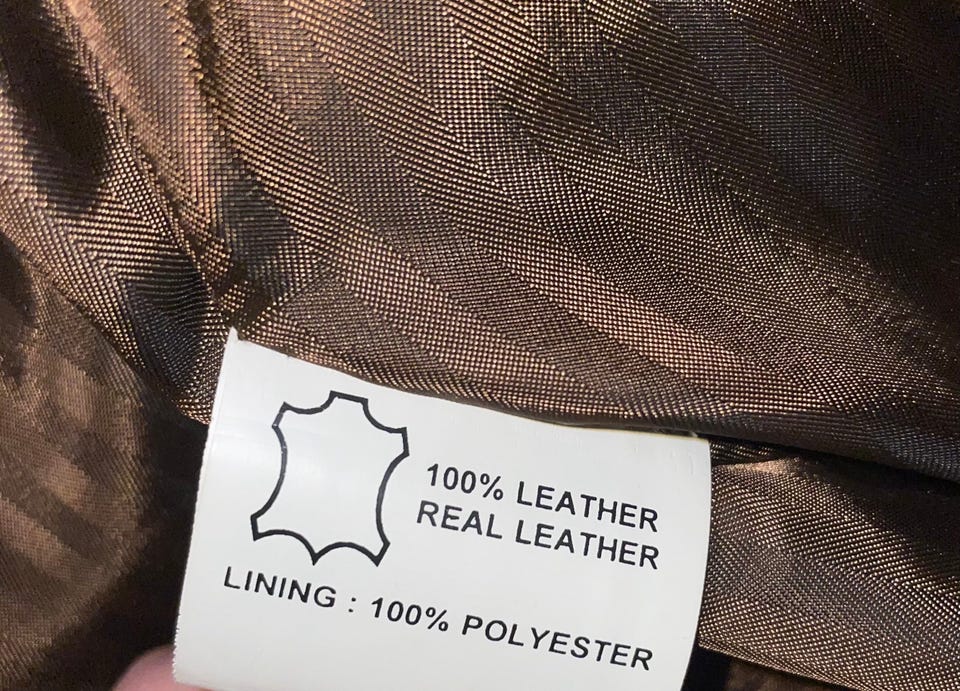 100% LEATHER
REAL LEATHER
LINING : 100% POLYESTER